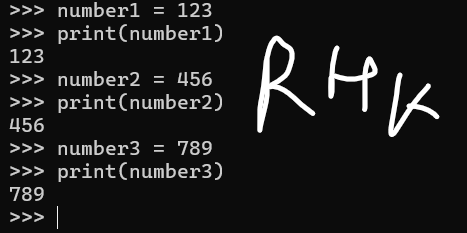 >>> number1 = 123
>>> print(number1)
123
>>> number2 = 456
>>> print(number2)
456
>>> number3 = 789
>>> print(number3)
789
>>>
RHK